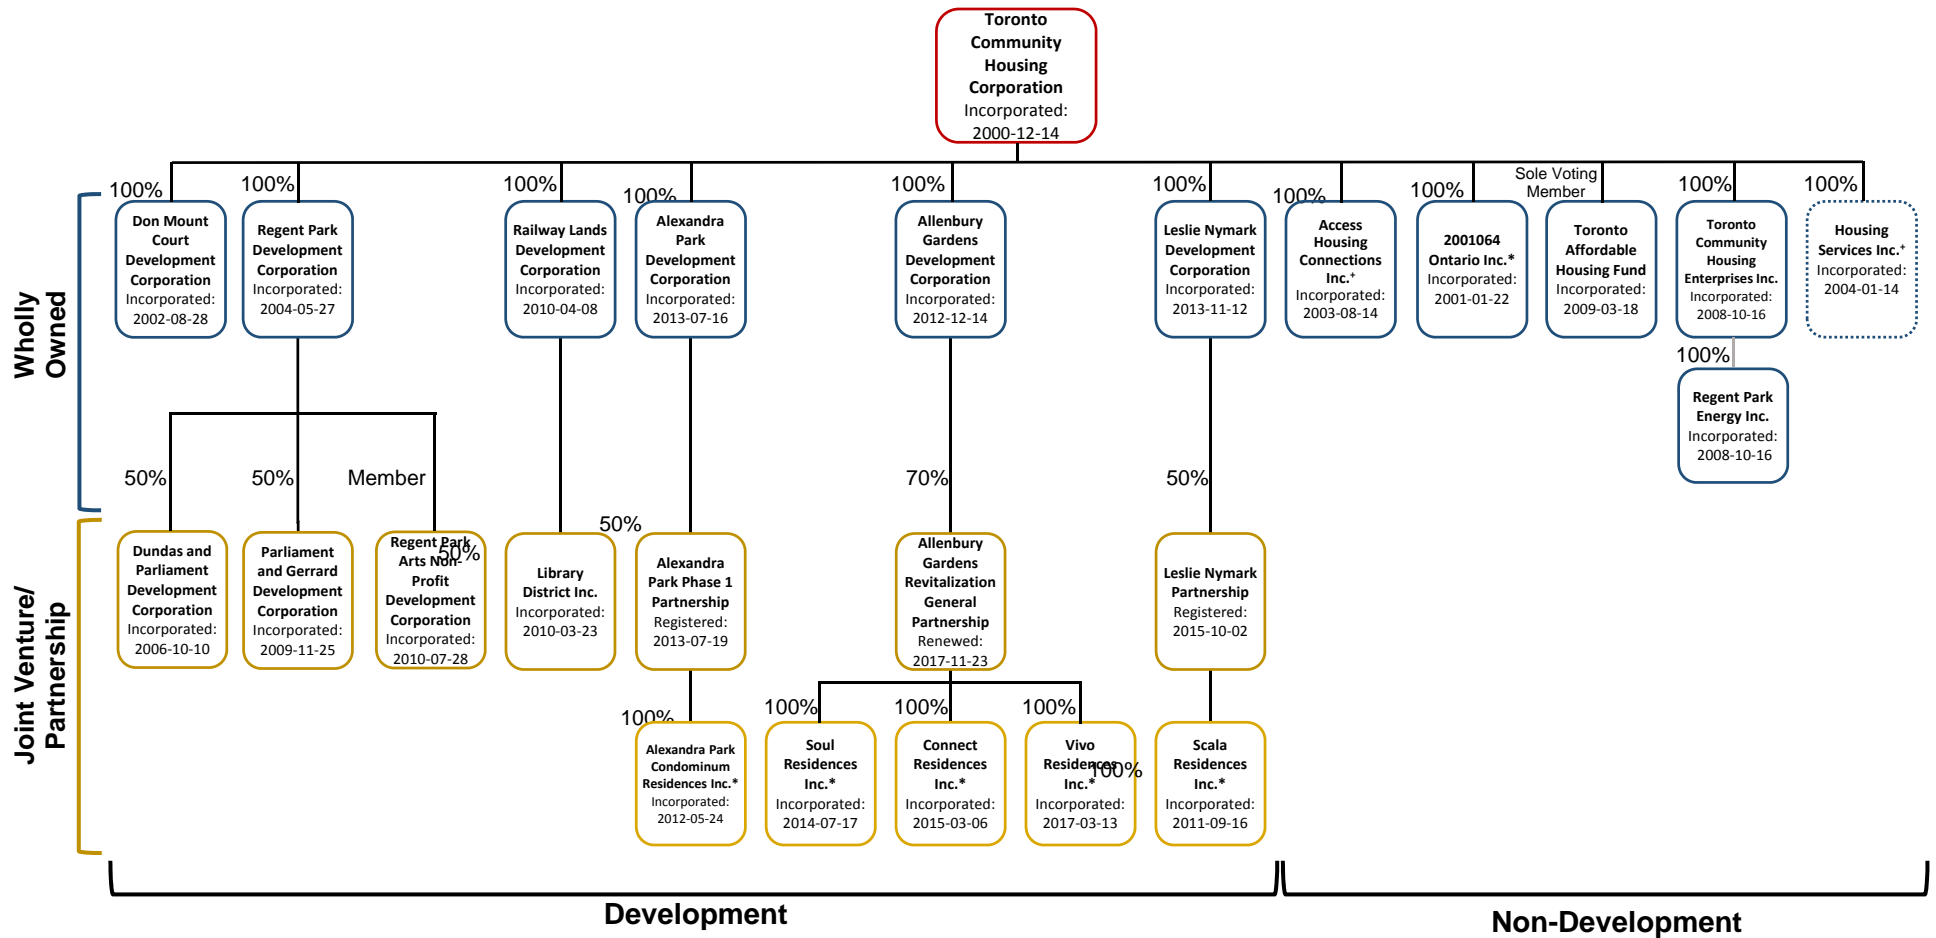 Toronto
Community
Housing
Corporation
Incorporated:
2000-12-14
100%
100%
100%
100%
100%
100%
100%
100%
Sole Voting
Member
100%
100%
Wholly
Owned
Don Mount
Court
Development
Corporation
Incorporated:
2002-08-28
Regent Park
Development
Corporation
Incorporated:
2004-05-27
Railway Lands
Development
Corporation
Incorporated:
2010-04-08
Alexandra
Park
Development
Corporation
Incorporated:
2013-07-16
Allenbury
Gardens
Development
Corporation
Incorporated:
2012-12-14
Leslie Nymark
Development
Corporation
Incorporated:
2013-11-12
Access
Housing
Connections
Inc.+
Incorporated:
2003-08-14
2001064
Ontario Inc.*
Incorporated:
2001-01-22
Toronto
Affordable
Housing Fund
Incorporated:
2009-03-18
Toronto
Community
Housing
Enterprises Inc.
Incorporated:
2008-10-16
Housing
Services Inc.+
Incorporated:
2004-01-14
100%
Regent Park
Energy Inc.
Incorporated:
2008-10-16
50%
50%
Member
50%
50%
70%
50%
Joint Venture/
Partnership
Dundas and
Parliament
Development
Corporation
Incorporated:
2006-10-10
Parliament
and Gerrard
Development
Corporation
Incorporated:
2009-11-25
Regent Park
Arts Non-
Profit
Development
Corporation
Incorporated:
2010-07-28
Library
District Inc.
Incorporated:
2010-03-23
Alexandra
Park Phase 1
Partnership
Registered:
2013-07-19
Allenbury
Gardens
Revitalization
General
Partnership
Renewed:
2017-11-23
Leslie Nymark
Partnership
Registered:
2015-10-02
100%
100%
100%
100%
100%
Alexandra Park
Condominum
Residences Inc.*
Incorporated:
2012-05-24
Soul
Residences
Inc.*
Incorporated:
2014-07-17
Connect
Residences
Inc.*
Incorporated:
2015-03-06
Vivo
Residences
Inc.*
Incorporated:
2017-03-13
Scala
Residences
Inc.*
Incorporated:
2011-09-16
Development
Non-Development